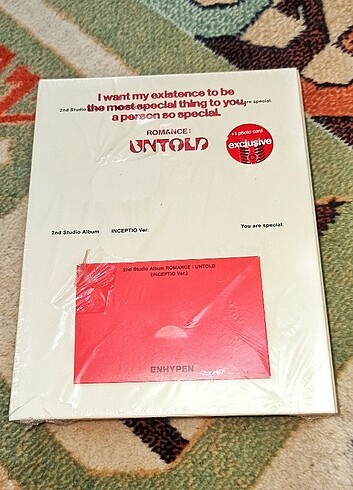 I want my existence to be
2nd Studio
the most special thing to you,
are special.
a person so special.
ROMANCE :
UNTOLD
+1 photo card
exclusive
2nd Studio Album INCEPTIO Ver. You are special.
2nd Studio Album ROMANCE : UNTOLD
[INCEPTIO Ver.]
ENHYPEN